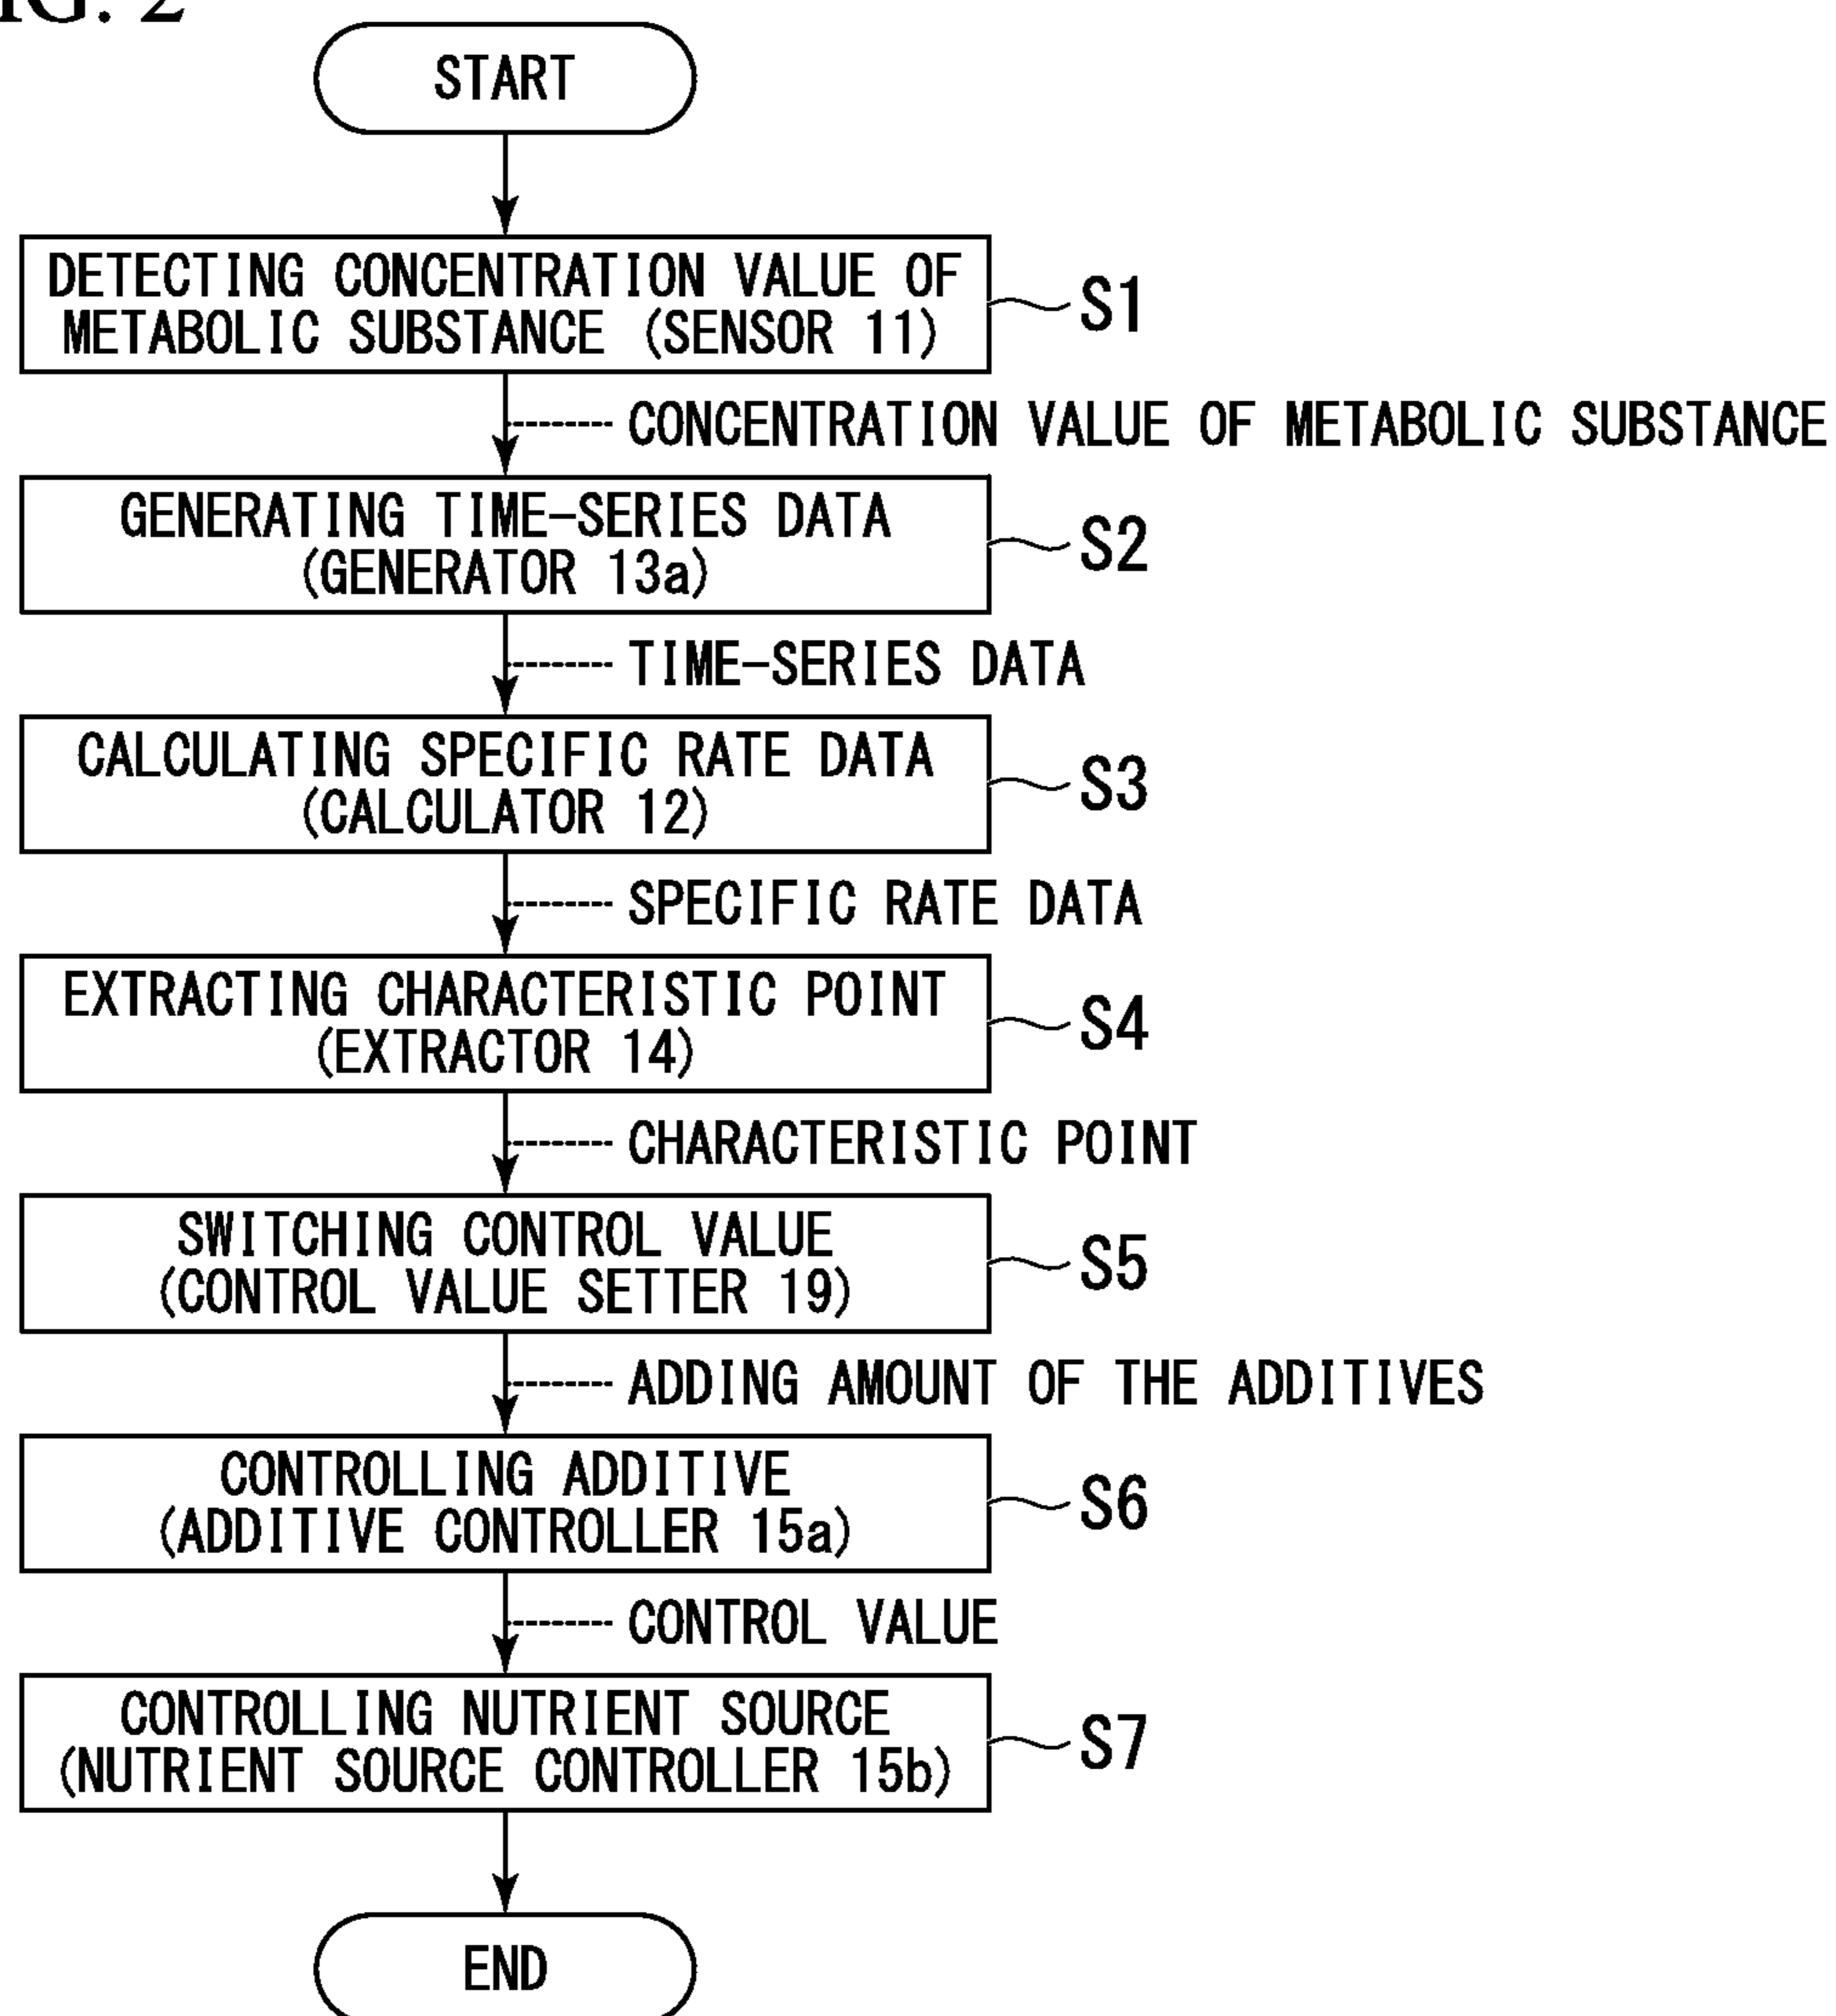 FIG. 2
START
DETECTING CONCENTRATION VALUE OF
METABOLIC SUBSTANCE (SENSOR 11)
S1
CONCENTRATION VALUE OF METABOLIC SUBSTANCE
GENERATING TIME-SERIES DATA
(GENERATOR 13a)
S2
TIME-SERIES DATA
CALCULATING SPECIFIC RATE DATA
(CALCULATOR 12)
S3
SPECIFIC RATE DATA
EXTRACTING CHARACTERISTIC POINT
(EXTRACTOR 14)
S4
CHARACTERISTIC POINT
SWITCHING CONTROL VALUE
(CONTROL VALUE SETTER 19)
S5
ADDING AMOUNT OF THE ADDITIVES
CONTROLLING ADDITIVE
(ADDITIVE CONTROLLER 15a)
S6
CONTROL VALUE
CONTROLLING NUTRIENT SOURCE
(NUTRIENT SOURCE CONTROLLER 15b)
S7
END